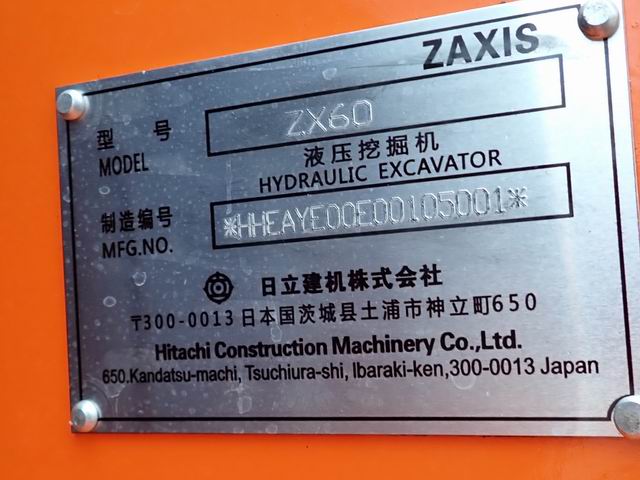 ZAXIS
型 号 ZX60
MODEL
液压挖掘机
HYDRAULIC EXCAVATOR
制造编号 *HHEAYE00E00105001*
MFG.NO.
日立建机株式会社
〒300-0013日本国茨城县土浦市神立町650
Hitachi Construction Machinery Co.,Ltd.
650.Kandatsu-machi, Tsuchiura-shi, Ibaraki-ken,300-0013 Japan